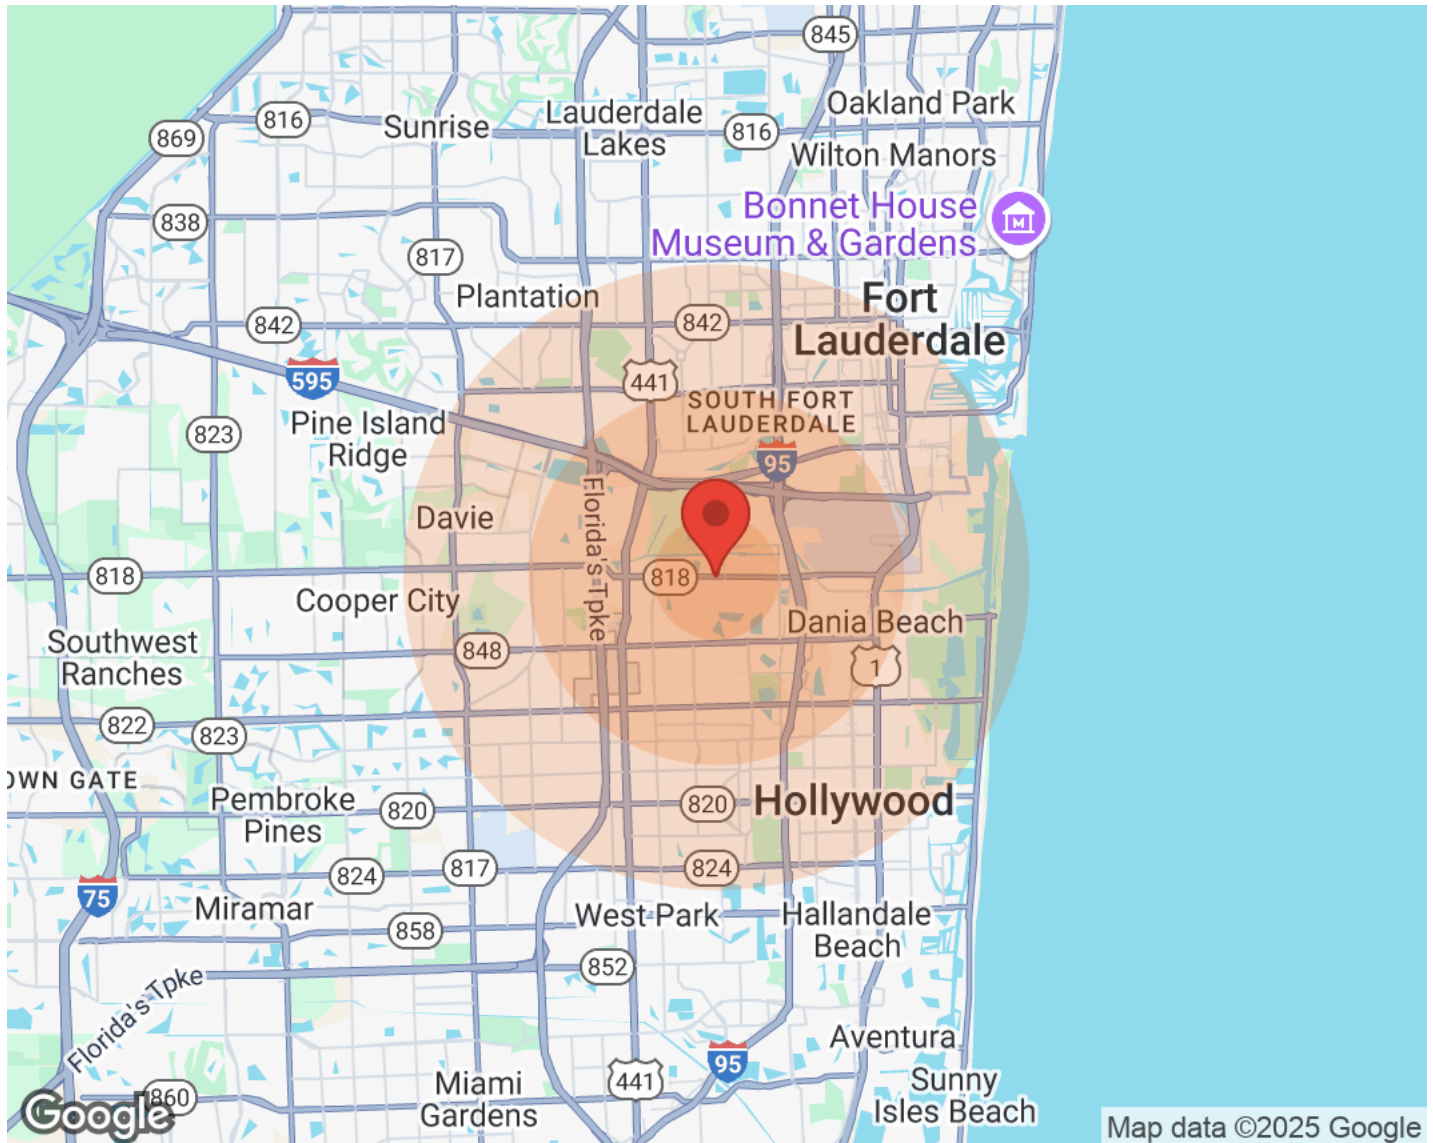 845
Oakland Park
816
Lauderdale
Lakes
869
Sunrise
816
Wilton Manors
Bonnet House
Museum & Gardens
M
838
817
Plantation
Fort
Lauderdale
842
842
595
441
SOUTH FORT
LAUDERDALE
Pine Island
Ridge
823
95
Florida's Tpke
Davie
818
818
Cooper City
Dania Beach
Southwest
Ranches
848
1
822
823
OWN GATE
Pembroke
Pines
820
820
Hollywood
824
817
824
75
Miramar
West Park
Hallandale
Beach
858
852
Florida's Tpke
Aventura
95
441
Miami
Gardens
Sunny
Isles Beach
860
Google
Map data ©2025 Google